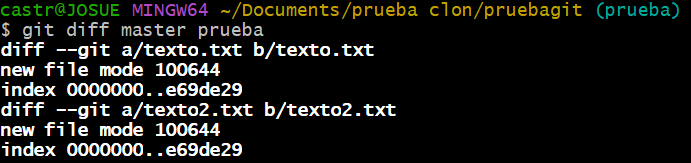 castr@JOSUE MINGW64 ~/Documents/prueba clon/pruebagit (prueba)
$ git diff master prueba
diff --git a/texto.txt b/texto.txt
new file mode 100644
index 0000000..e69de29
diff --git a/texto2.txt b/texto2.txt
new file mode 100644
index 0000000..e69de29